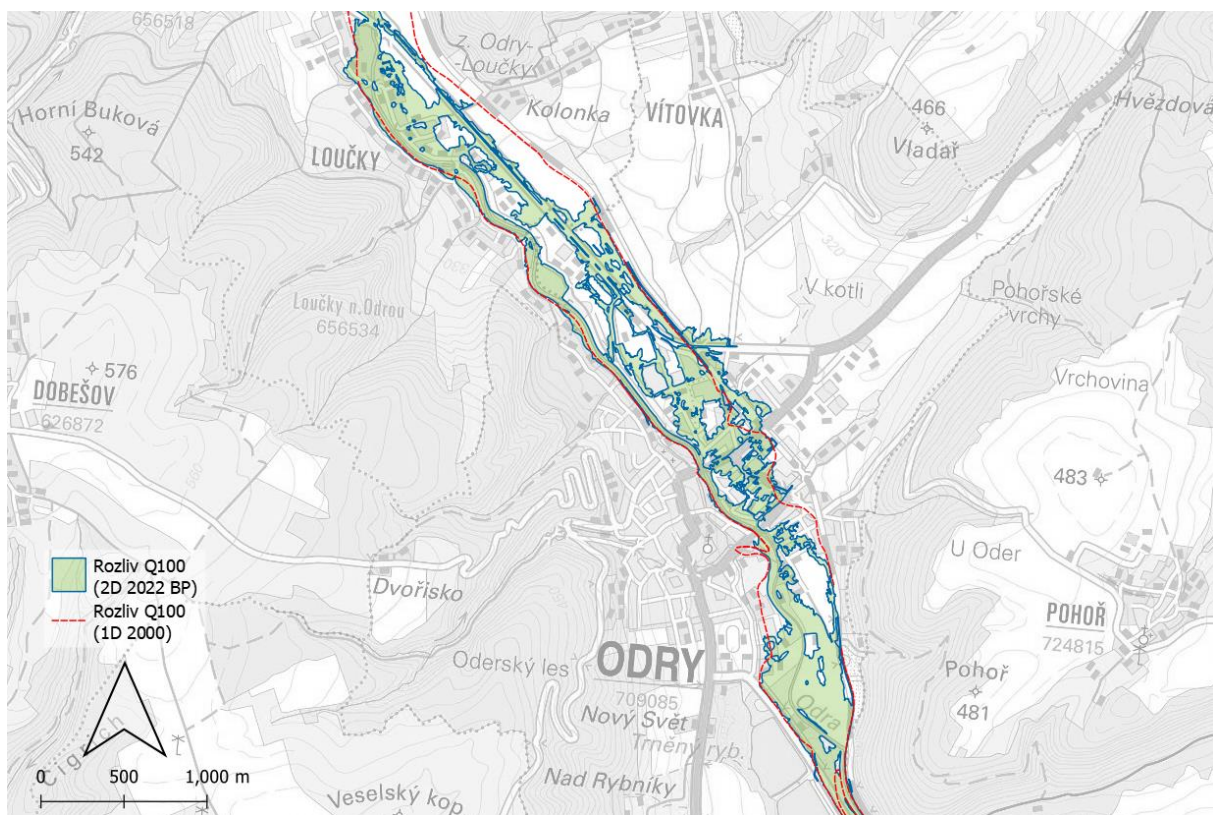 656518
z. Odry-
-Loučky
Hvězdová
Horní Buková
542
Kolonka
VÍTOVKA
466
Vladař
LOUČKY
320
330
Loučky n.Odrou
656534
V kotli
Pohořské
vrchy
576
DOBEŠOV
626872
Vrchovina
483
U Oder
Rozliv Q100
(2D 2022 BP)
Rozliv Q100
(1D 2000)
Dvořisko
POHOŘ
724815
Oderský les
ODRY
709085
Pohoř
481
Odra
Nový Svět
Trněný ryb.
Nad Rybníky
0 500 1,000 m
Veselský kop